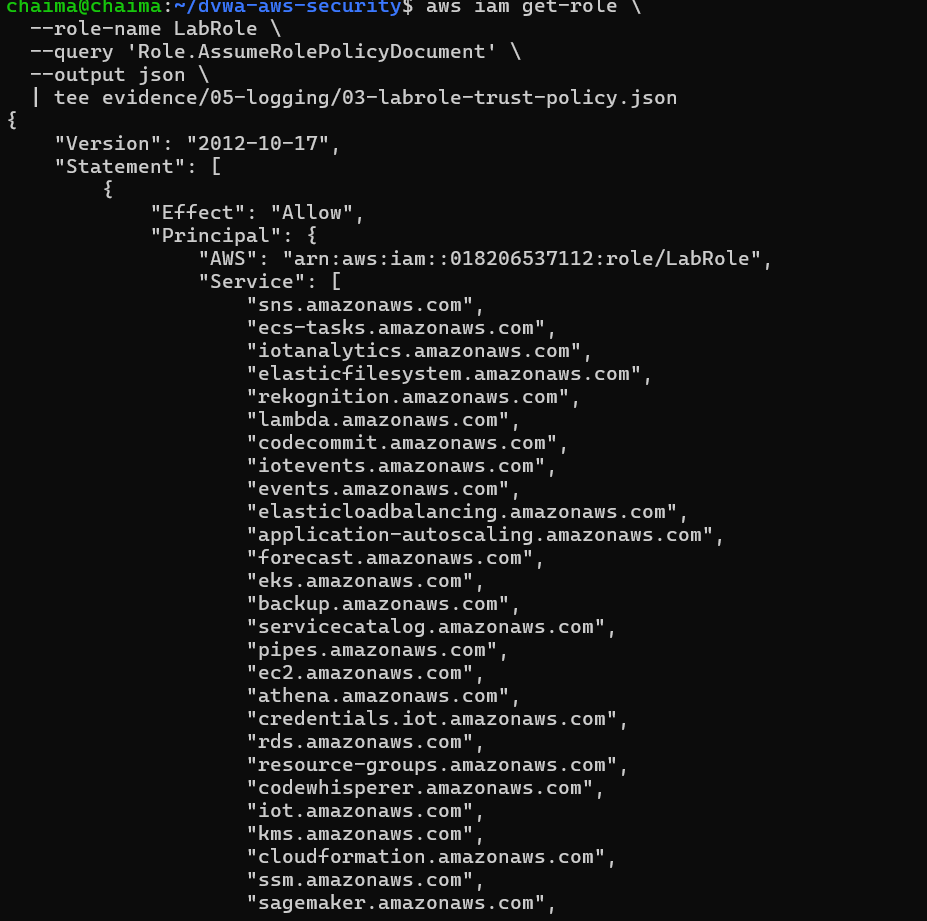 chaima@chaima:~/dvwa-aws-security$ aws iam get-role \
  --role-name LabRole \
  --query 'Role.AssumeRolePolicyDocument' \
  --output json \
  | tee evidence/05-logging/03-labrole-trust-policy.json
{
    "Version": "2012-10-17",
    "Statement": [
        {
            "Effect": "Allow",
            "Principal": {
                "AWS": "arn:aws:iam::018206537112:role/LabRole",
                "Service": [
                    "sns.amazonaws.com",
                    "ecs-tasks.amazonaws.com",
                    "iotanalytics.amazonaws.com",
                    "elasticfilesystem.amazonaws.com",
                    "rekognition.amazonaws.com",
                    "lambda.amazonaws.com",
                    "codecommit.amazonaws.com",
                    "iotevents.amazonaws.com",
                    "events.amazonaws.com",
                    "elasticloadbalancing.amazonaws.com",
                    "application-autoscaling.amazonaws.com",
                    "forecast.amazonaws.com",
                    "eks.amazonaws.com",
                    "backup.amazonaws.com",
                    "servicecatalog.amazonaws.com",
                    "pipes.amazonaws.com",
                    "ec2.amazonaws.com",
                    "athena.amazonaws.com",
                    "credentials.iot.amazonaws.com",
                    "rds.amazonaws.com",
                    "resource-groups.amazonaws.com",
                    "codewhisperer.amazonaws.com",
                    "iot.amazonaws.com",
                    "kms.amazonaws.com",
                    "cloudformation.amazonaws.com",
                    "ssm.amazonaws.com",
                    "sagemaker.amazonaws.com",